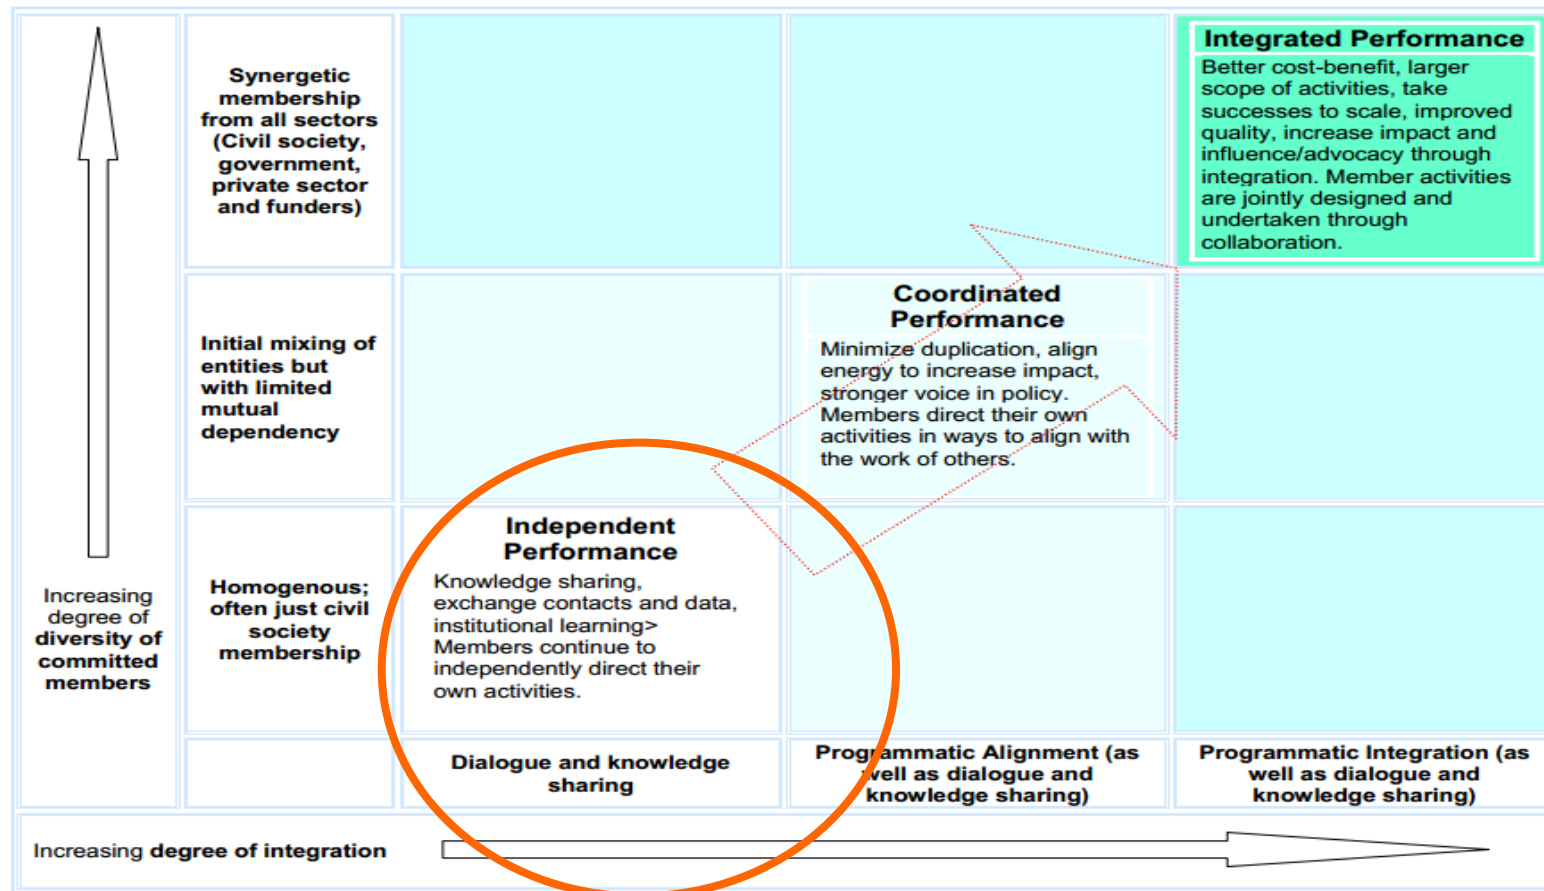 Synergetic
membership
from all sectors
(Civil society,
government,
private sector
and funders)
Integrated Performance
Better cost-benefit, larger
scope of activities, take
successes to scale, improved
quality, increase impact and
influence/advocacy through
integration. Member activities
are jointly designed and
undertaken through
collaboration.
Initial mixing of
entities but
with limited
mutual
dependency
Coordinated
Performance
Minimize duplication, align
energy to increase impact,
stronger voice in policy.
Members direct their own
activities in ways to align with
the work of others.
Increasing
degree of
diversity of
committed
members
Homogenous;
often just civil
society
membership
Independent
Performance
Knowledge sharing,
exchange contacts and data,
institutional learning>
Members continue to
independently direct their
own activities.
Dialogue and knowledge
sharing
Programmatic Alignment (as
well as dialogue and
knowledge sharing)
Programmatic Integration (as
well as dialogue and
knowledge sharing)
Increasing degree of integration